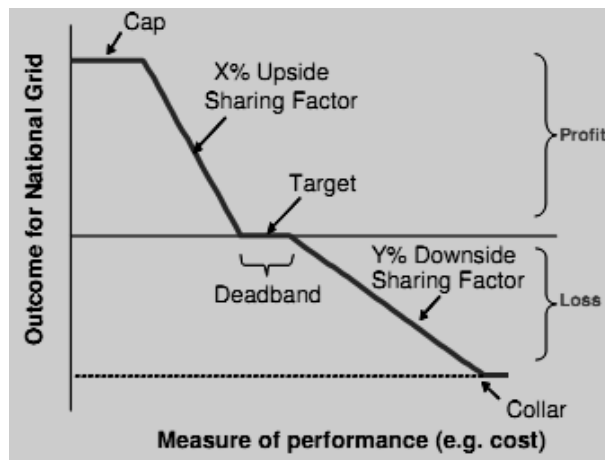 Cap
X% Upside
Sharing Factor
Profit
Target
Y% Downside
Sharing Factor
Deadband
Loss
Collar
Outcome for National Grid
Measure of performance (e.g. cost)